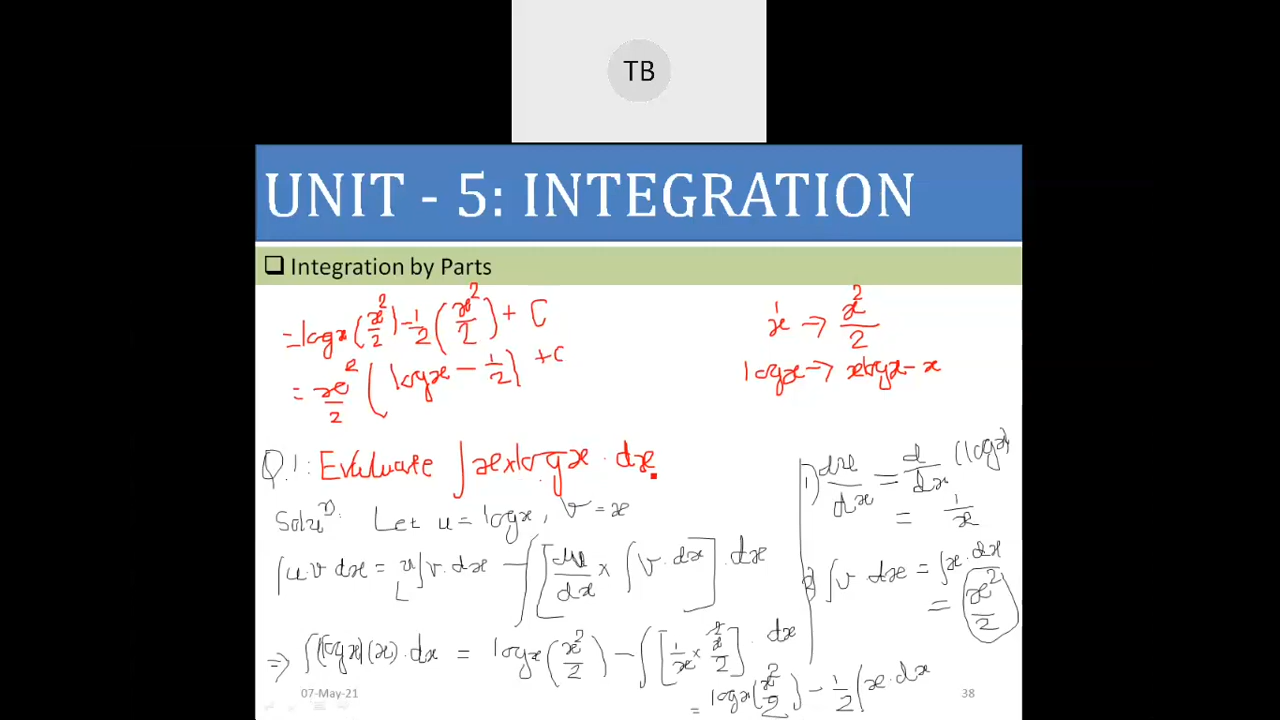 TB
UNIT - 5: INTEGRATION
❑ Integration by Parts
= logx (x²/2) - 1/2 (x²/2) + C
= x²/2 (logx - 1/2) + C
x¹ → x²/2
logx → xlogx - x
Q.1: Evaluate ∫x×logx · dx
Soluⁿ: Let u = logx, v = x
∫u·v dx = u∫v·dx - ∫[du/dx × ∫v·dx]·dx
1) du/dx = d/dx (logx)
= 1/x
2) ∫v dx = ∫x·dx
= x²/2
⇒ ∫(logx)(x)·dx = logx (x²/2) - ∫[1/x × x²/2]·dx
= logx (x²/2) - 1/2 ∫x·dx
07-May-21
38